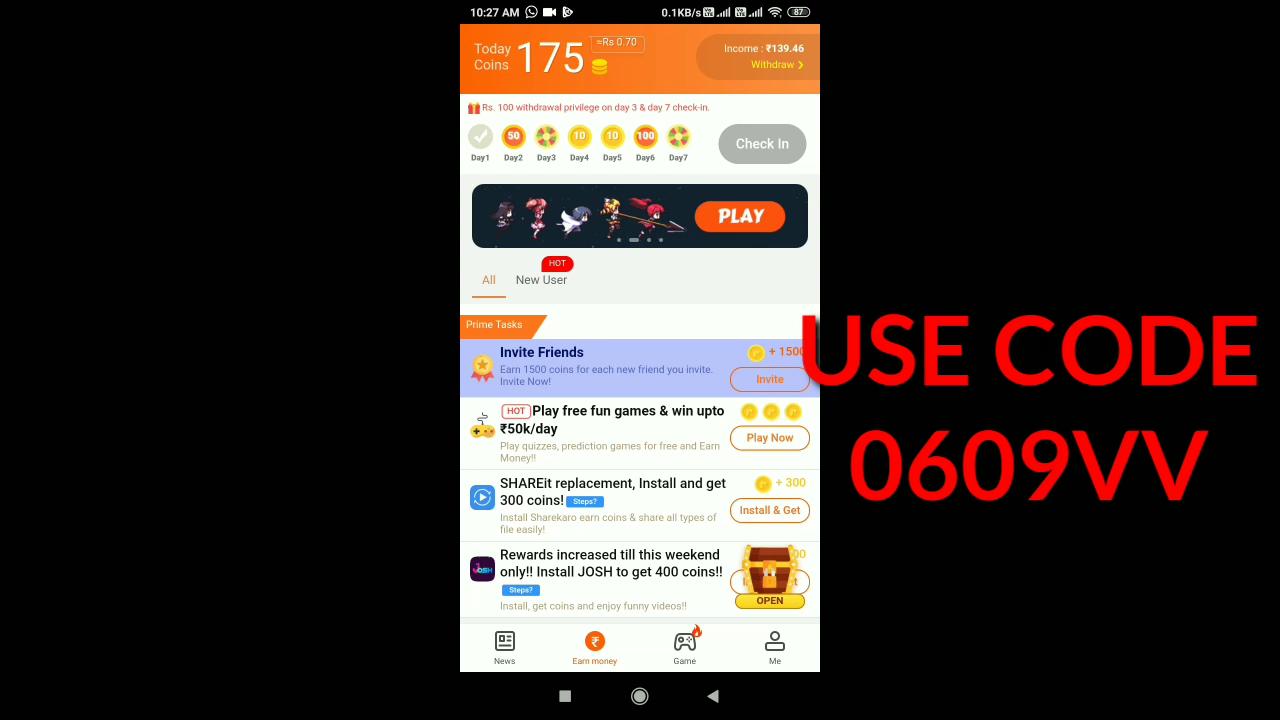 10:27 AM
0.1KB/s
87
Today
Coins
175
≈Rs 0.70
Income : ₹139.46
Withdraw
Rs. 100 withdrawal privilege on day 3 & day 7 check-in.
50
10
10
100
Day1
Day2
Day3
Day4
Day5
Day6
Day7
Check In
PLAY
HOT
All
New User
Prime Tasks
Invite Friends
+ 1500
Earn 1500 coins for each new friend you invite.
Invite Now!
Invite
HOT Play free fun games & win upto
₹50k/day
Play quizzes, prediction games for free and Earn
Money!!
Play Now
SHAREit replacement, Install and get
300 coins! Steps?
+ 300
Install Sharekaro earn coins & share all types of
file easily!
Install & Get
Rewards increased till this weekend
only!! Install JOSH to get 400 coins!!
Steps?
Install, get coins and enjoy funny videos!!
JOSH
OPEN
News
Earn money
Game
Me
USE CODE
0609VV